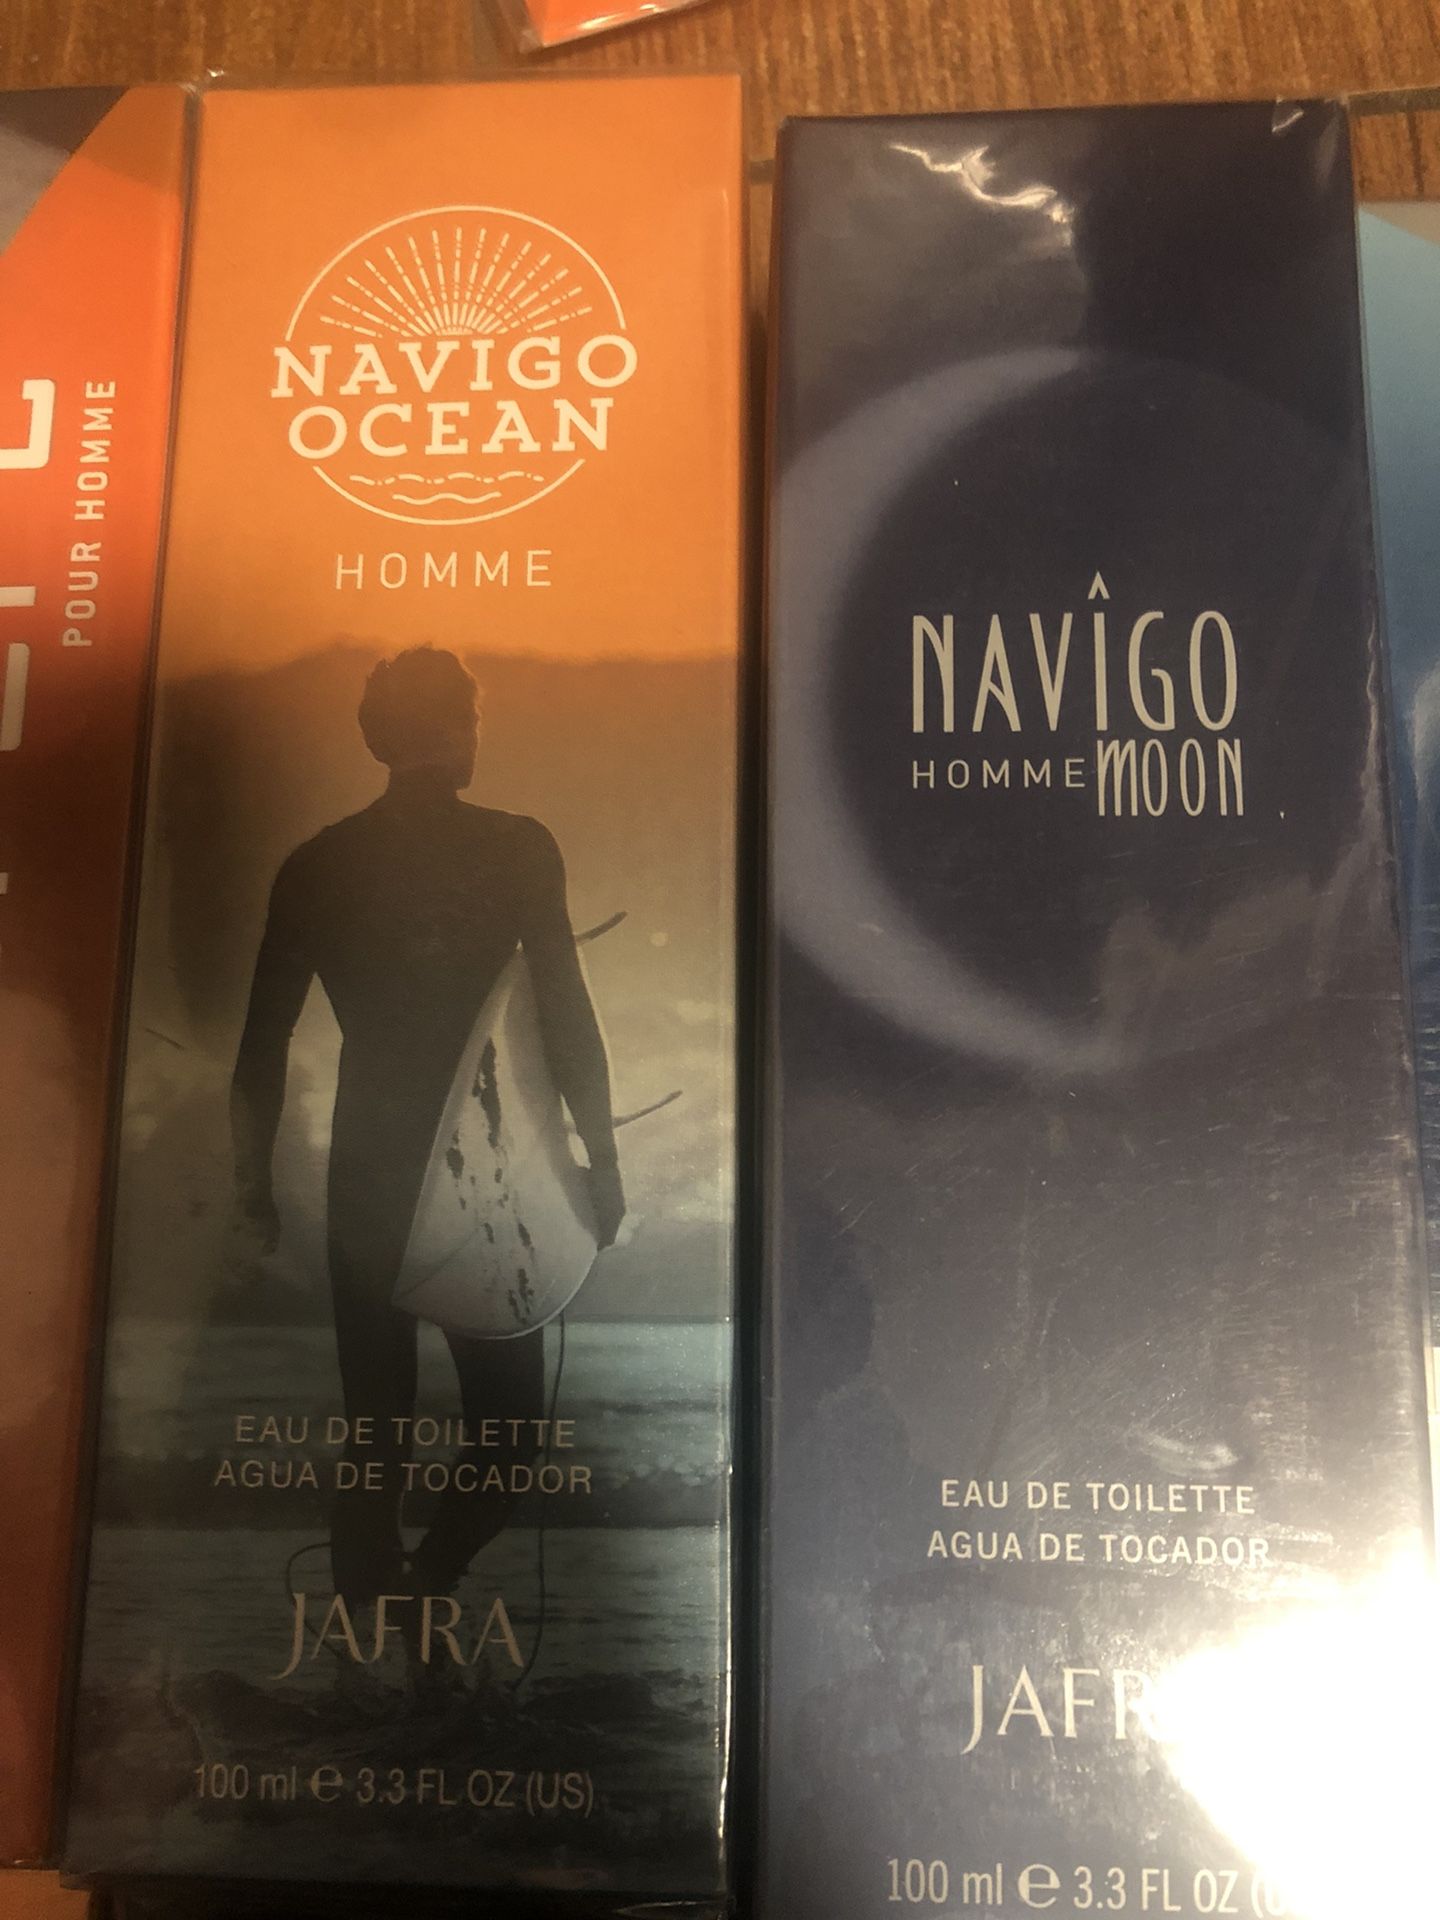 POUR HOMME
NAVIGO
OCEAN
HOMME
EAU DE TOILETTE
AGUA DE TOCADOR
JAFRA
100 ml ℮ 3.3 FL OZ (US)
NAVÎGO
HOMME MOON
EAU DE TOILETTE
AGUA DE TOCADOR
100 ml ℮ 3.3 FL OZ